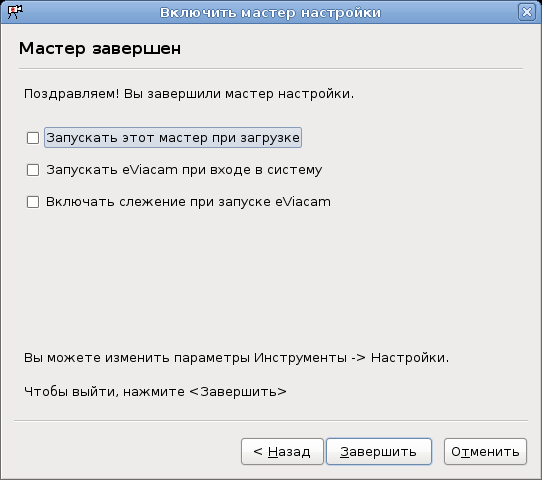 Включить мастер настройки
Мастер завершен
Поздравляем! Вы завершили мастер настройки.
Запускать этот мастер при загрузке
Запускать eViacam при входе в систему
Включать слежение при запуске eViacam
Вы можете изменить параметры Инструменты -> Настройки.
Чтобы выйти, нажмите <Завершить>
< Назад
Завершить
Отменить